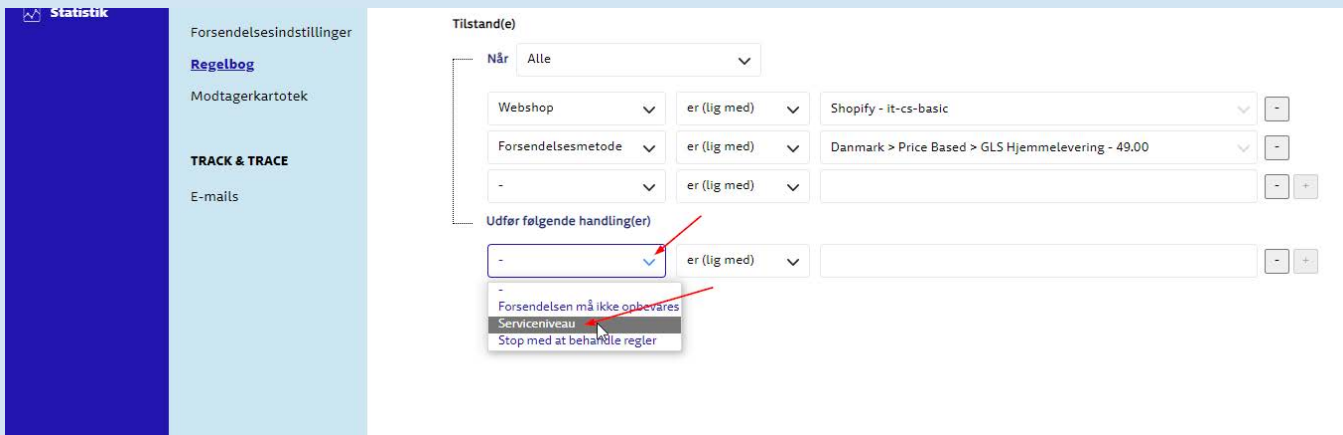 Statistik
Forsendelsesindstillinger
Regelbog
Modtagerkartotek
TRACK & TRACE
E-mails
Tilstand(e)
Når Alle
Webshop er (lig med) Shopify - it-cs-basic -
Forsendelsesmetode er (lig med) Danmark > Price Based > GLS Hjemmelevering - 49.00 -
- er (lig med) - +
Udfør følgende handling(er)
- er (lig med) - +
-
Forsendelsen må ikke opbevares
Serviceniveau
Stop med at behandle regler